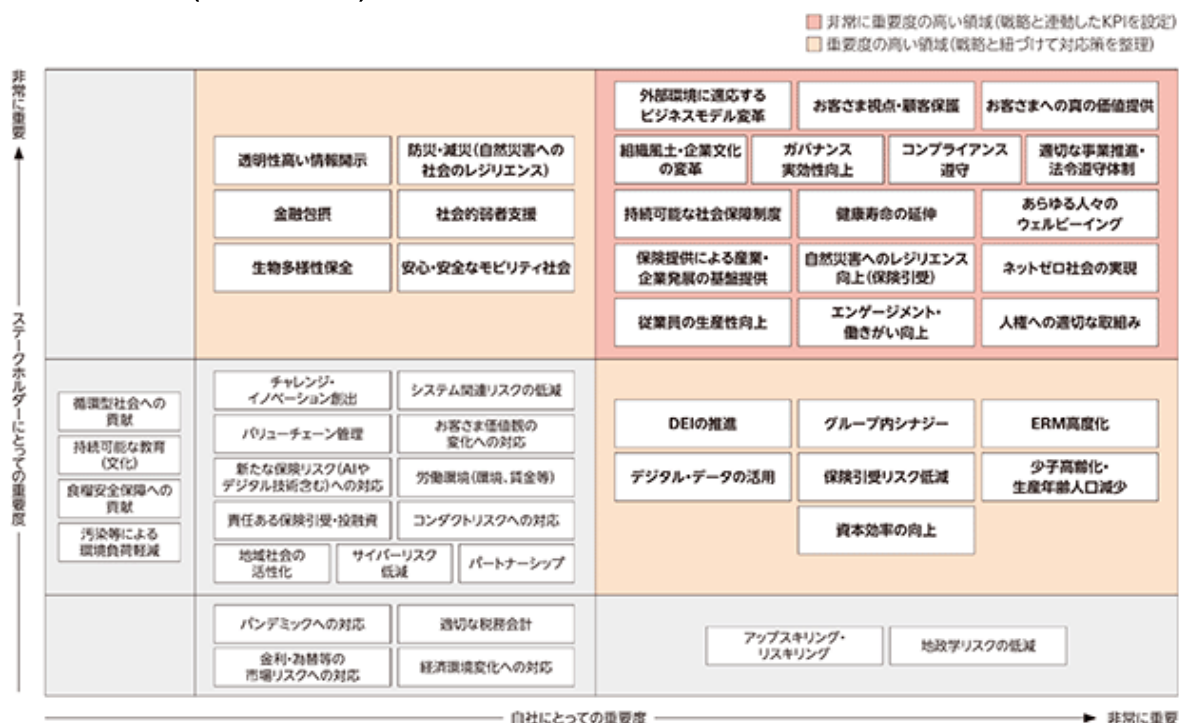 非常に重要度の高い領域(戦略と連動したKPIを設定)
重要度の高い領域(戦略と紐づけて対応策を整理)
非常に重要
ステークホルダーにとっての重要度
透明性高い情報開示
防災・減災(自然災害への
社会のレジリエンス)
金融包摂
社会的弱者支援
生物多様性保全
安心・安全なモビリティ社会
外部環境に適応する
ビジネスモデル変革
お客さま視点・顧客保護
お客さまへの真の価値提供
組織風土・企業文化
の変革
ガバナンス
実効性向上
コンプライアンス
遵守
適切な事業推進・
法令遵守体制
持続可能な社会保障制度
健康寿命の延伸
あらゆる人々の
ウェルビーイング
保険提供による産業・
企業発展の基盤提供
自然災害へのレジリエンス
向上(保険引受)
ネットゼロ社会の実現
従業員の生産性向上
エンゲージメント・
働きがい向上
人権への適切な取組み
循環型社会への
貢献
持続可能な教育
(文化)
食糧安全保障への
貢献
汚染等による
環境負荷軽減
チャレンジ・
イノベーション創出
システム関連リスクの低減
バリューチェーン管理
お客さま価値観の
変化への対応
新たな保険リスク(AIや
デジタル技術含む)への対応
労働環境(環境、賃金等)
責任ある保険引受・投融資
コンダクトリスクへの対応
地域社会の
活性化
サイバーリスク
低減
パートナーシップ
DEIの推進
グループ内シナジー
ERM高度化
デジタル・データの活用
保険引受リスク低減
少子高齢化・
生産年齢人口減少
資本効率の向上
パンデミックへの対応
適切な税務会計
金利・為替等の
市場リスクへの対応
経済環境変化への対応
アップスキリング・
リスキリング
地政学リスクの低減
自社にとっての重要度
非常に重要